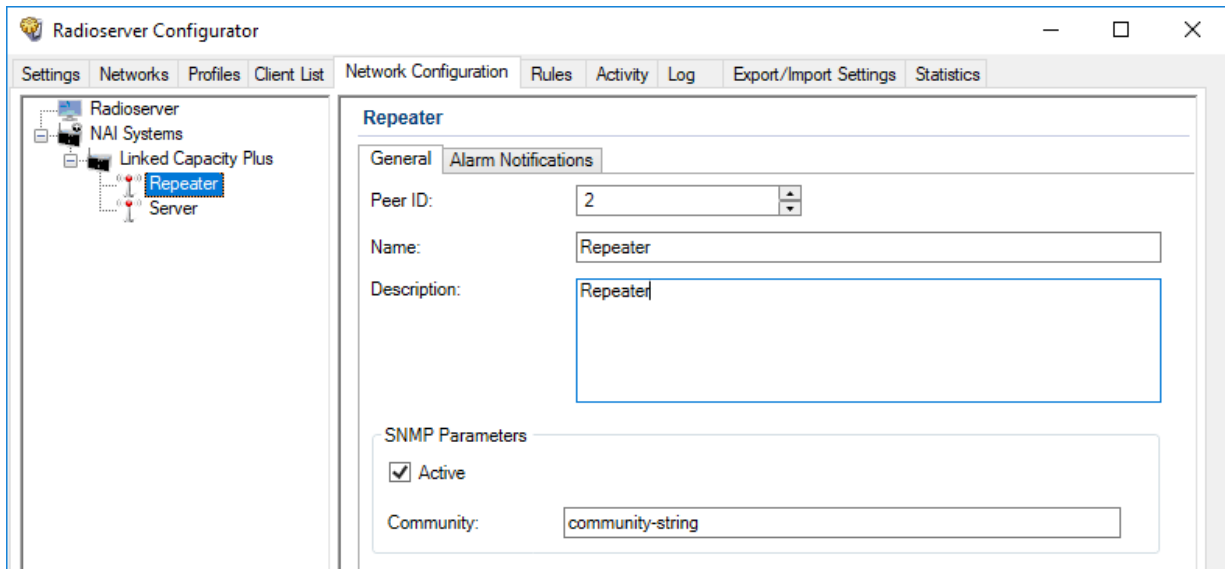 Radioserver Configurator
Settings Networks Profiles Client List Network Configuration Rules Activity Log Export/Import Settings Statistics
Radioserver
NAI Systems
Linked Capacity Plus
Repeater
Server
Repeater
General Alarm Notifications
Peer ID: 2
Name: Repeater
Description: Repeater
SNMP Parameters
Active
Community: community-string